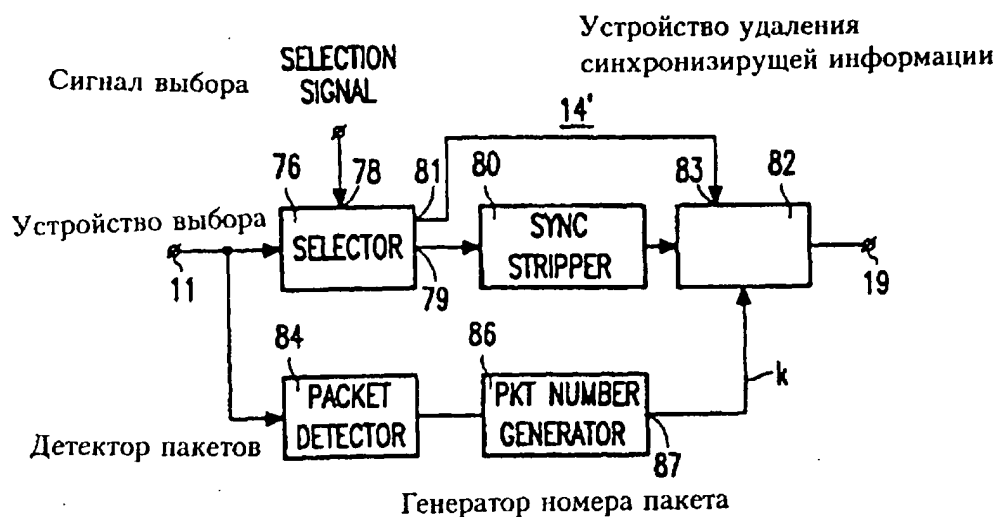 Устройство удаления
синхронизирущей информации
Сигнал выбора
SELECTION
SIGNAL
14'
76
78
81
80
83
82
Устройство выбора
SELECTOR
SYNC
STRIPPER
11
79
19
84
86
k
PACKET
DETECTOR
PKT NUMBER
GENERATOR
87
Детектор пакетов
Генератор номера пакета